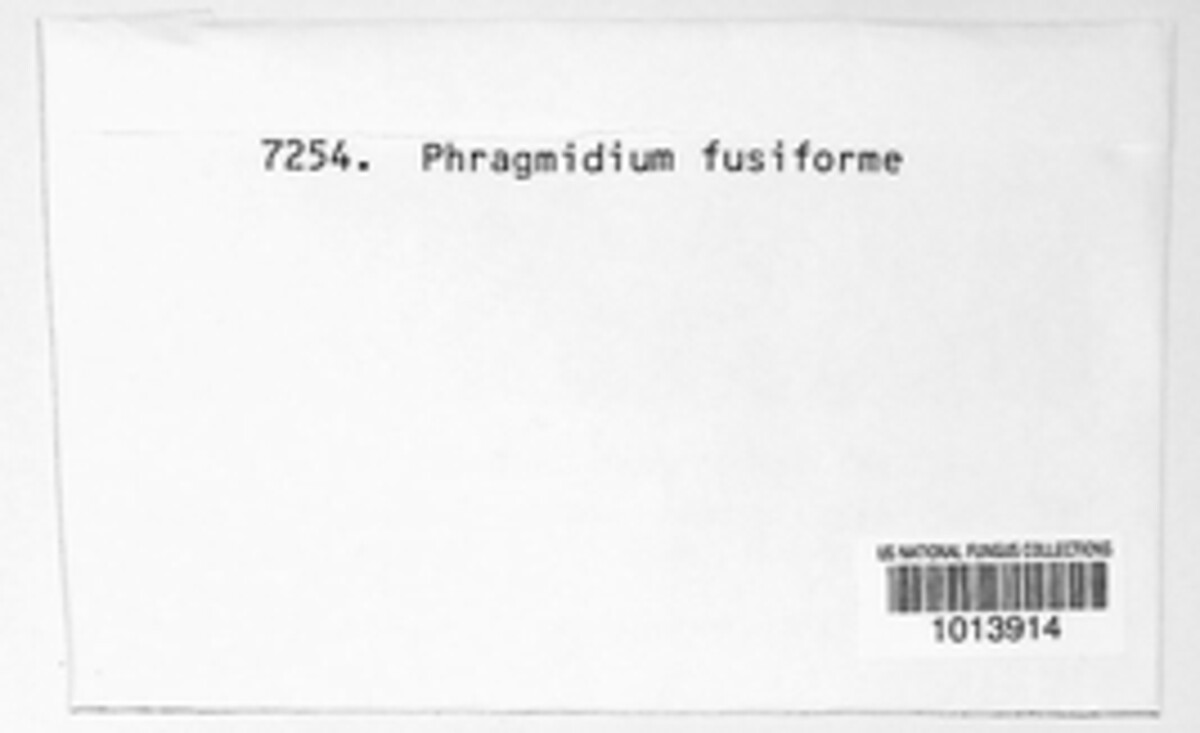 7254. Phragmidium fusiforme
US NATIONAL FUNGUS COLLECTIONS
1013914